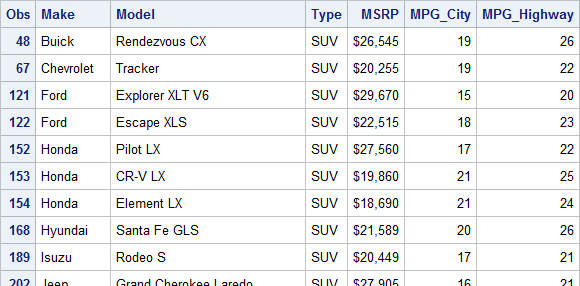 Obs Make Model Type MSRP MPG_City MPG_Highway
48 Buick Rendezvous CX SUV $26,545 19 26
67 Chevrolet Tracker SUV $20,255 19 22
121 Ford Explorer XLT V6 SUV $29,670 15 20
122 Ford Escape XLS SUV $22,515 18 23
152 Honda Pilot LX SUV $27,560 17 22
153 Honda CR-V LX SUV $19,860 21 25
154 Honda Element LX SUV $18,690 21 24
168 Hyundai Santa Fe GLS SUV $21,589 20 26
189 Isuzu Rodeo S SUV $20,449 17 21
202 Jeep Grand Cherokee Laredo SUV $27,905 16 21